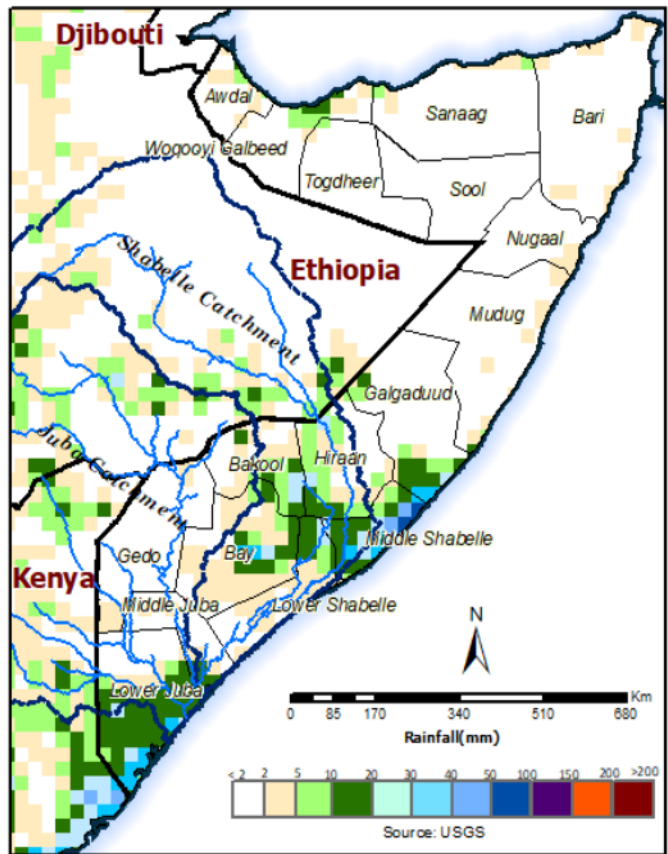 Djibouti
Awdal
Sanaag
Bari
Woqooyi Galbeed
Togdheer
Sool
Nugaal
Shabelle Catchment
Ethiopia
Mudug
Galgaduud
Juba Catchment
Bakool
Hiraan
Gedo
Bay
Middle Shabelle
Kenya
Middle Juba
Lower Shabelle
N
Lower Juba
Km
0 85 170 340 510 680
Rainfall(mm)
< 2 2 5 10 20 30 40 50 100 150 200 >200
Source: USGS